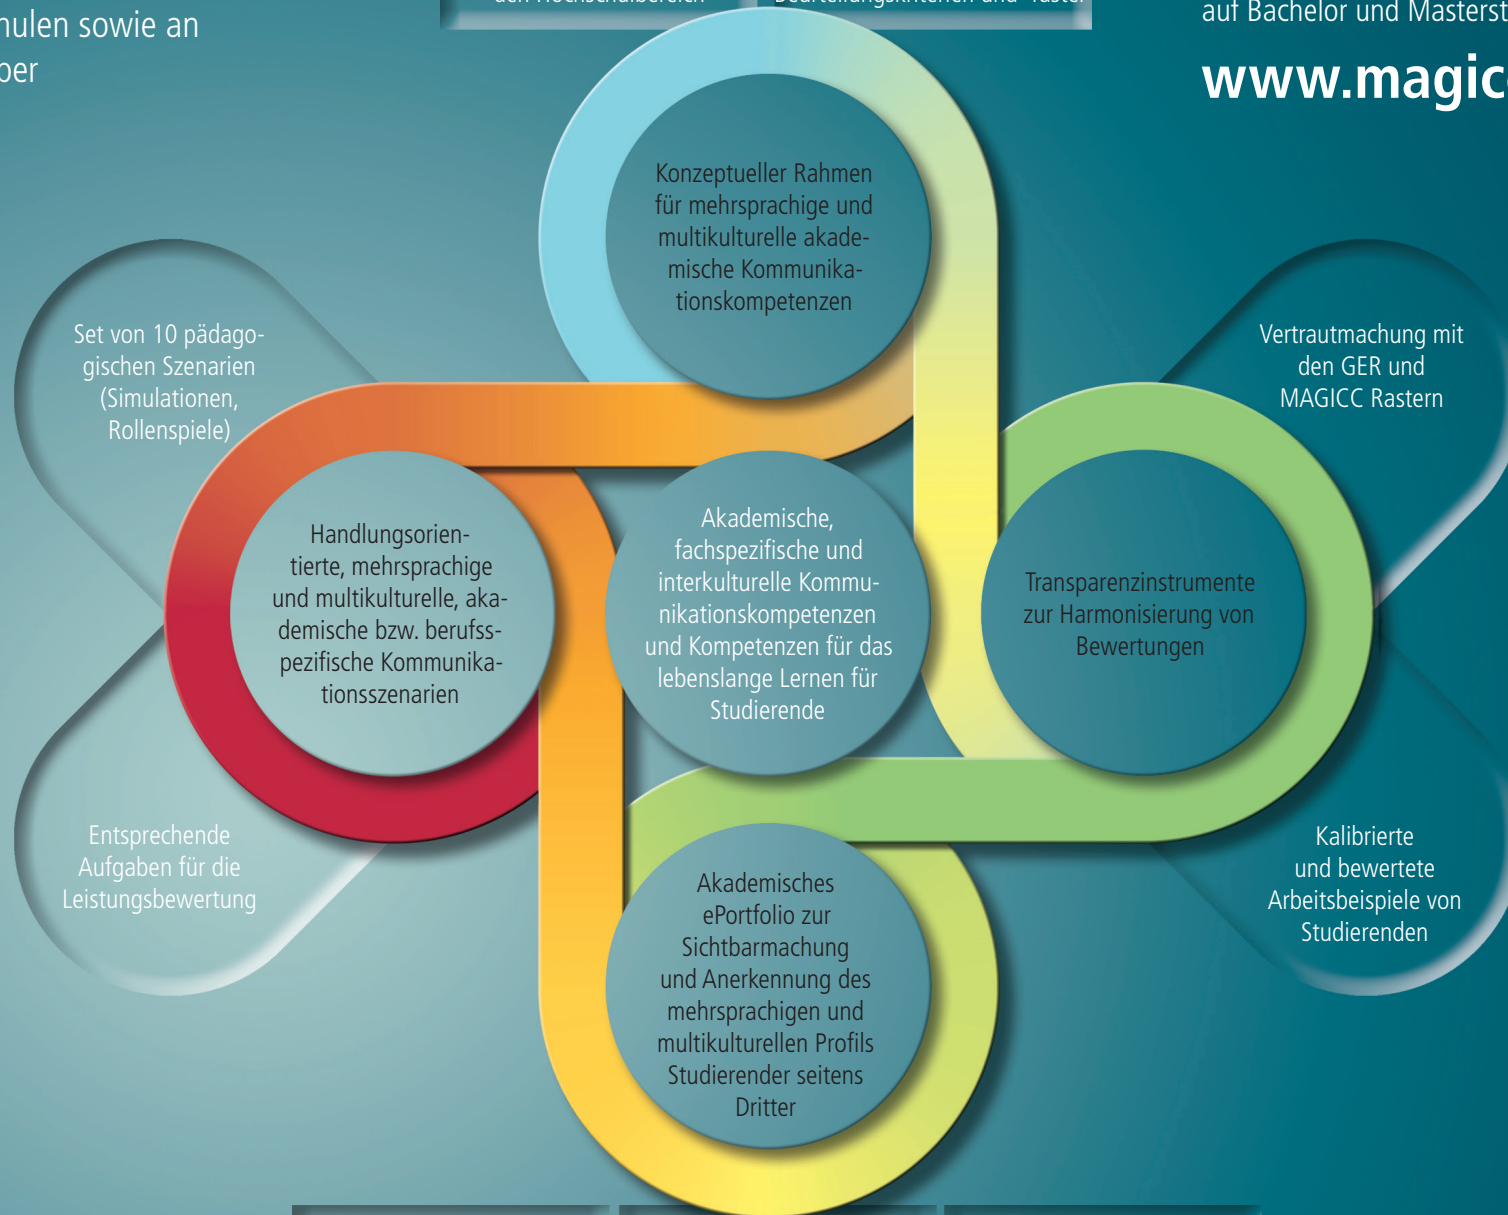 hulen sowie an
den Hochschulbereich
auf Bachelor und Masterst
www.magic
Konzeptueller Rahmen
für mehrsprachige und
multikulturelle akade-
mische Kommunika-
tionskompetenzen
Set von 10 pädago-
gischen Szenarien
(Simulationen,
Rollenspiele)
Vertrautmachung mit
den GER und
MAGICC Rastern
Handlungsorien-
tierte, mehrsprachige
und multikulturelle, aka-
demische bzw. berufss-
pezifische Kommunika-
tionsszenarien
Akademische,
fachspezifische und
interkulturelle Kommu-
nikationskompetenzen
und Kompetenzen für das
lebenslange Lernen für
Studierende
Transparenzinstrumente
zur Harmonisierung von
Bewertungen
Entsprechende
Aufgaben für die
Leistungsbewertung
Kalibrierte
und bewertete
Arbeitsbeispiele von
Studierenden
Akademisches
ePortfolio zur
Sichtbarmachung
und Anerkennung des
mehrsprachigen und
multikulturellen Profils
Studierender seitens
Dritter